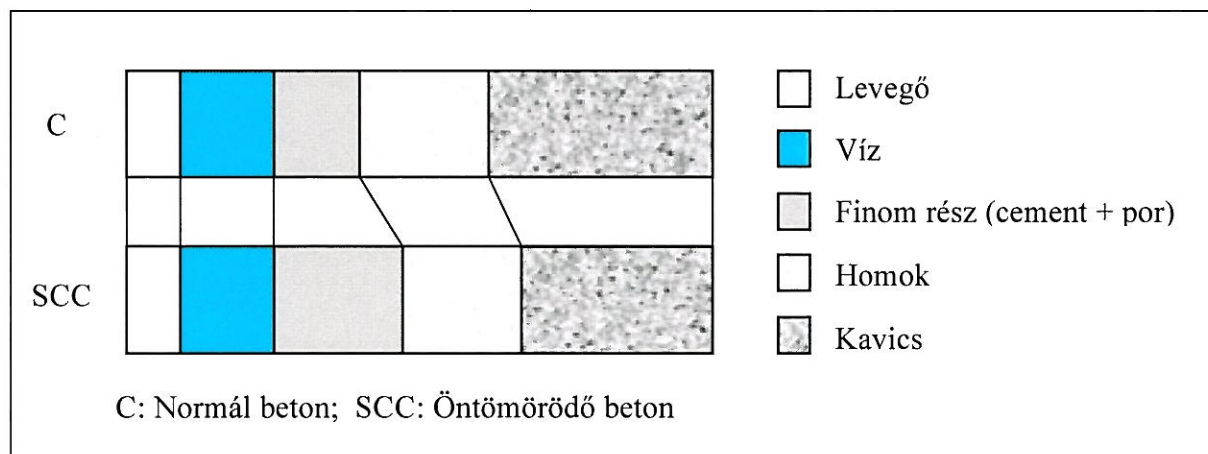 C
SCC
Levegő
Víz
Finom rész (cement + por)
Homok
Kavics
C: Normál beton; SCC: Öntömörödő beton